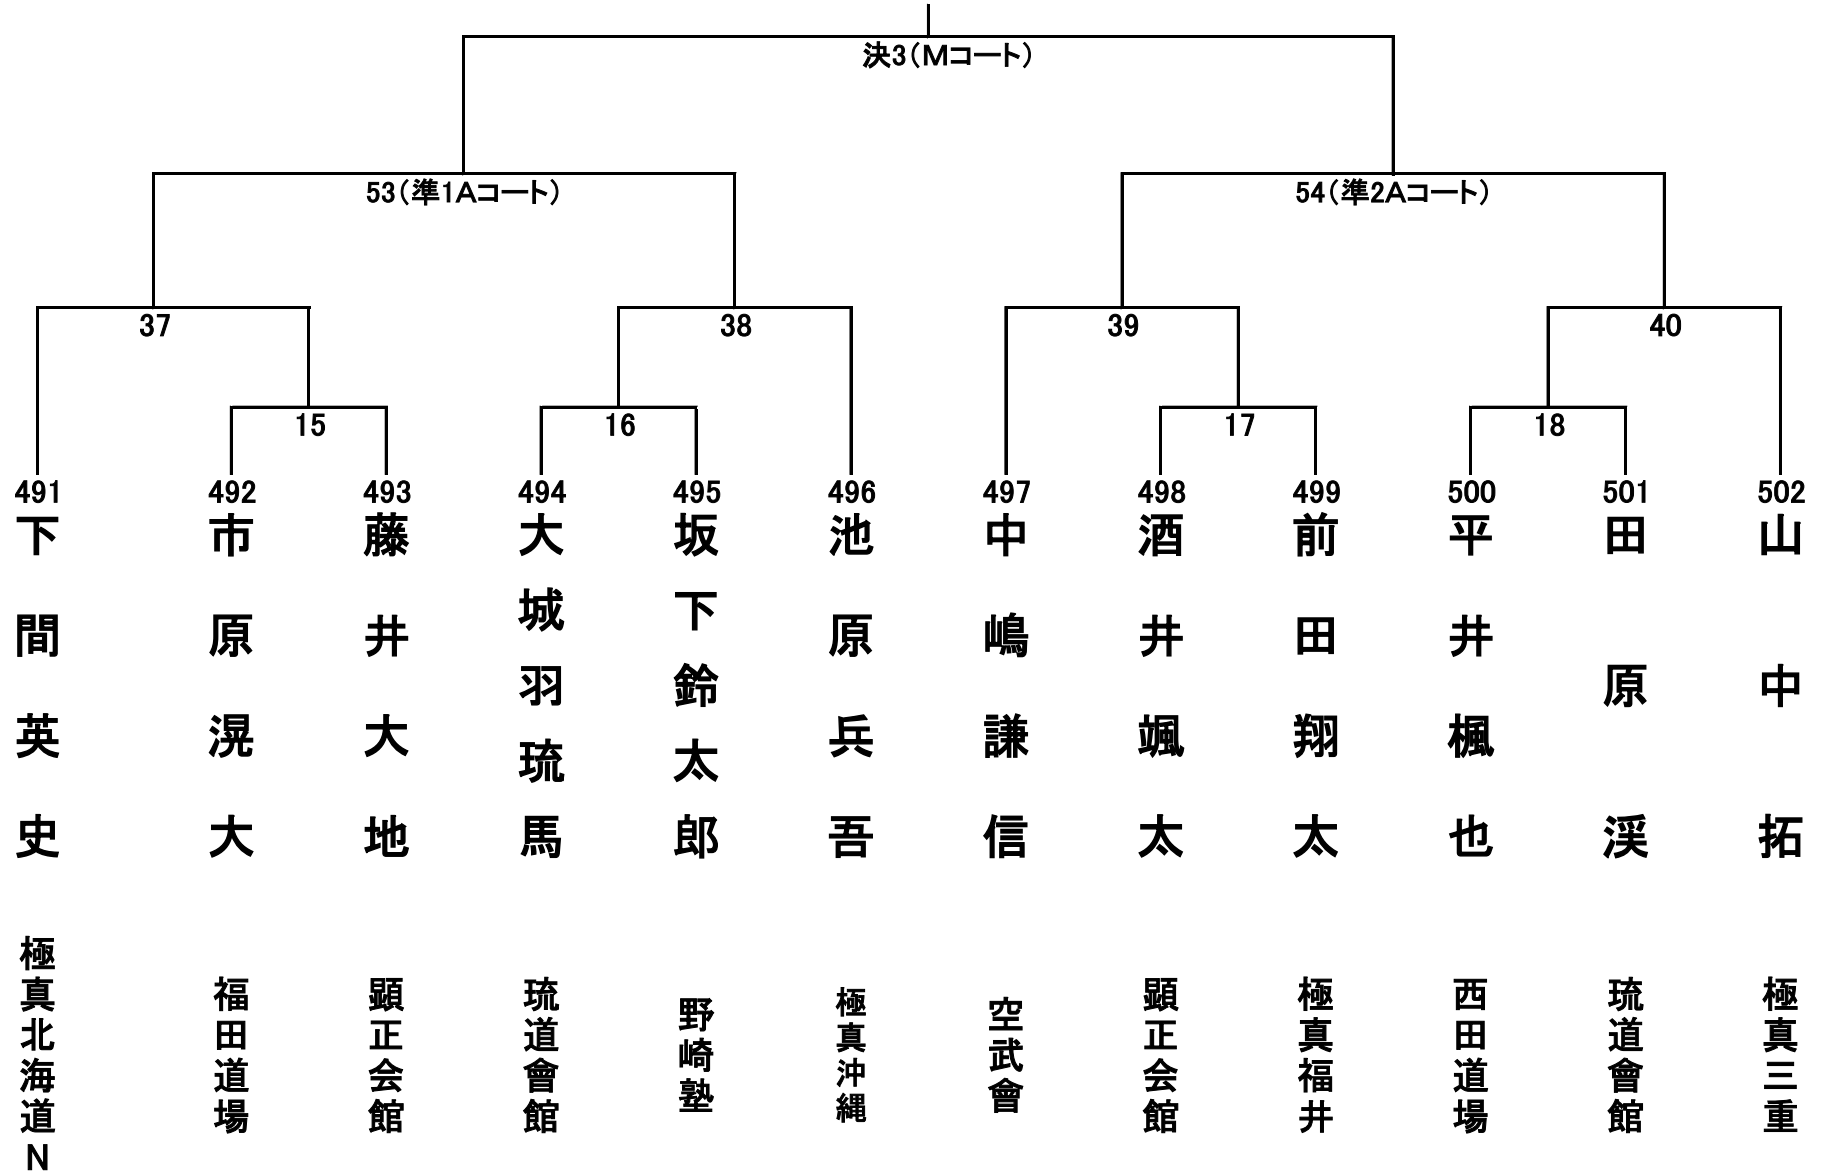 決3(Mコート)
53(準1Aコート)
54(準2Aコート)
37
38
39
40
15
16
17
18
491
下間英史
極真北海道N
492
市原滉大
福田道場
493
藤井大地
顕正会館
494
大城羽琉馬
琉道會館
495
坂下鈴太郎
野崎塾
496
池原兵吾
極真沖縄
497
中嶋謙信
空武會
498
酒井颯太
顕正会館
499
前田翔太
極真福井
500
平井楓也
西田道場
501
田原渓
琉道會館
502
山中拓
極真三重